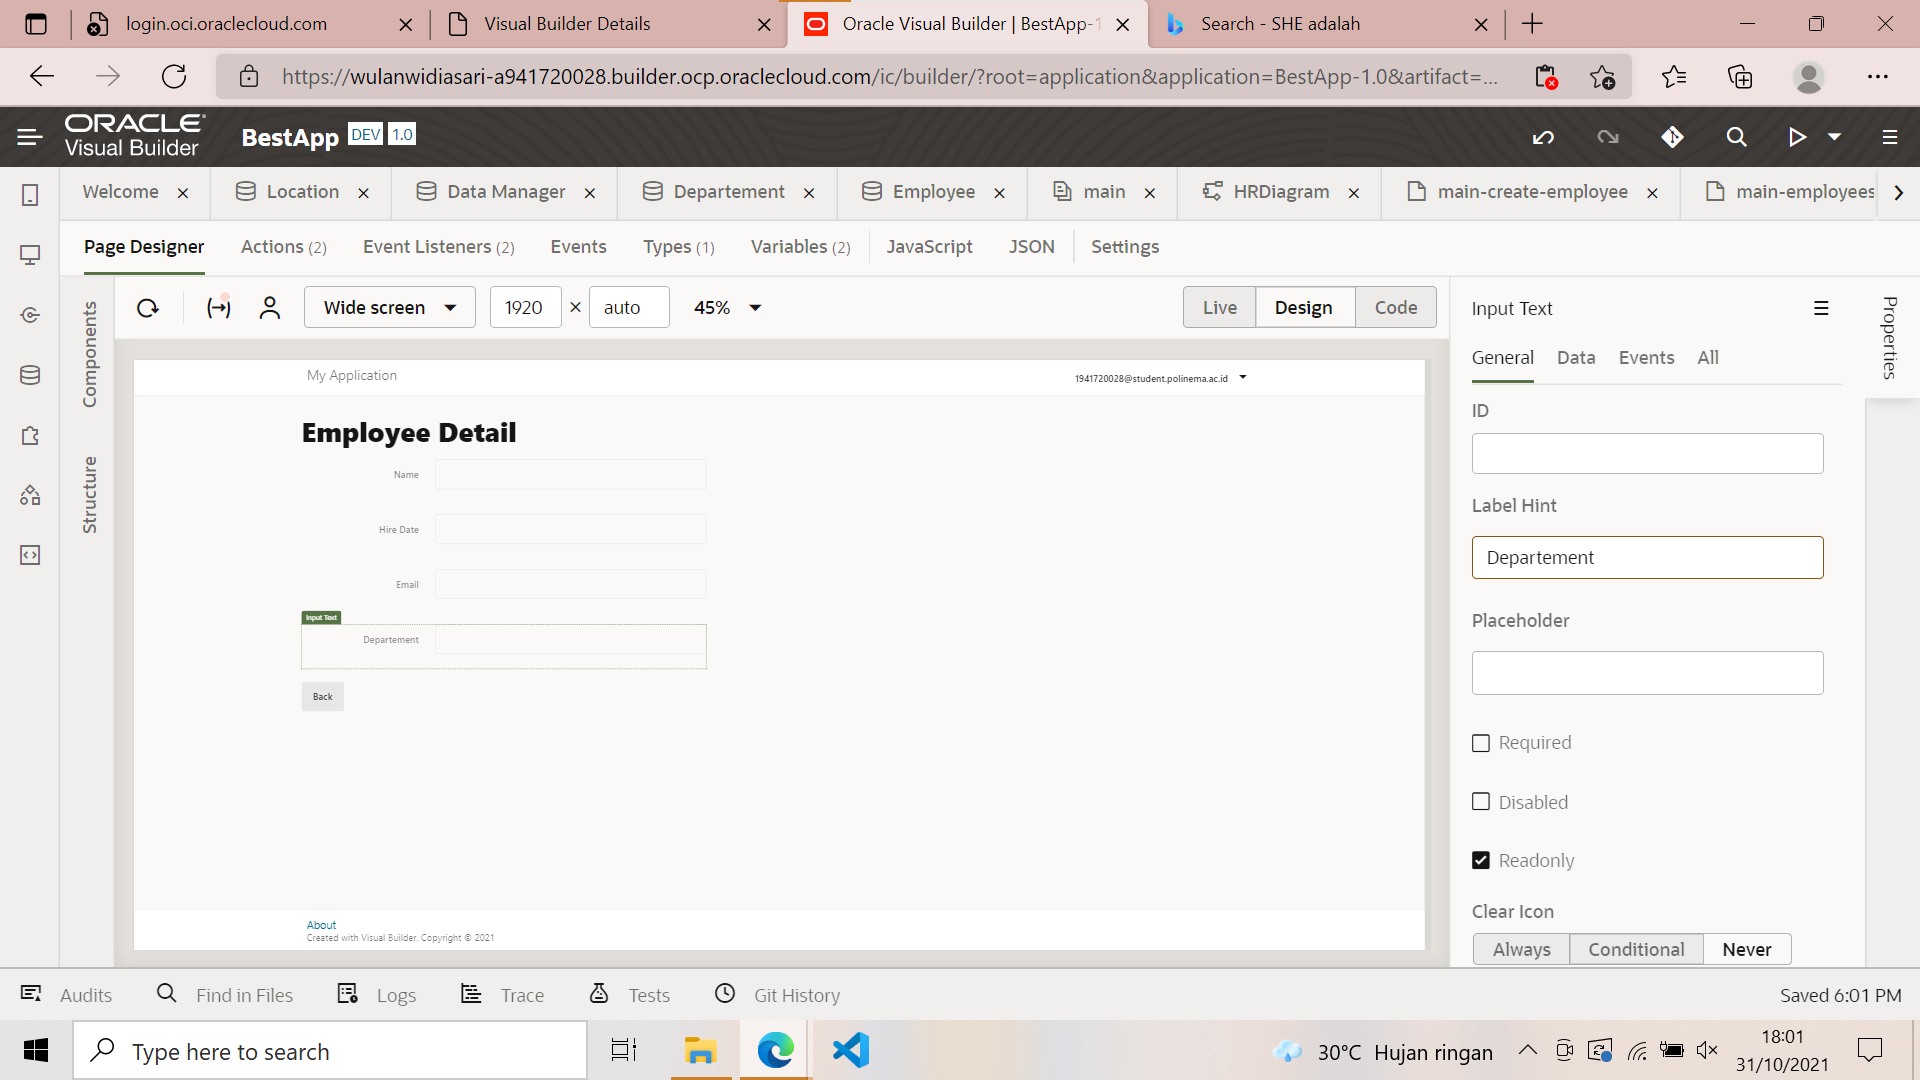 login.oci.oraclecloud.com
Visual Builder Details
Oracle Visual Builder | BestApp-1
Search - SHE adalah
https://wulanwidiasari-a941720028.builder.ocp.oraclecloud.com/ic/builder/?root=application&application=BestApp-1.0&artifact=...
ORACLE
Visual Builder
BestApp DEV 1.0
Welcome
Location
Data Manager
Departement
Employee
main
HRDiagram
main-create-employee
main-employees
Page Designer
Actions (2)
Event Listeners (2)
Events
Types (1)
Variables (2)
JavaScript
JSON
Settings
Components
Structure
Wide screen
1920 × auto
45%
Live
Design
Code
My Application
1941720028@student.polinema.ac.id
Employee Detail
Name
Hire Date
Email
Input Text
Departement
Back
About
Created with Visual Builder. Copyright © 2021
Input Text
Properties
General
Data
Events
All
ID
Label Hint
Departement
Placeholder
Required
Disabled
Readonly
Clear Icon
Always
Conditional
Never
Audits
Find in Files
Logs
Trace
Tests
Git History
Saved 6:01 PM
Type here to search
30°C Hujan ringan
18:01
31/10/2021